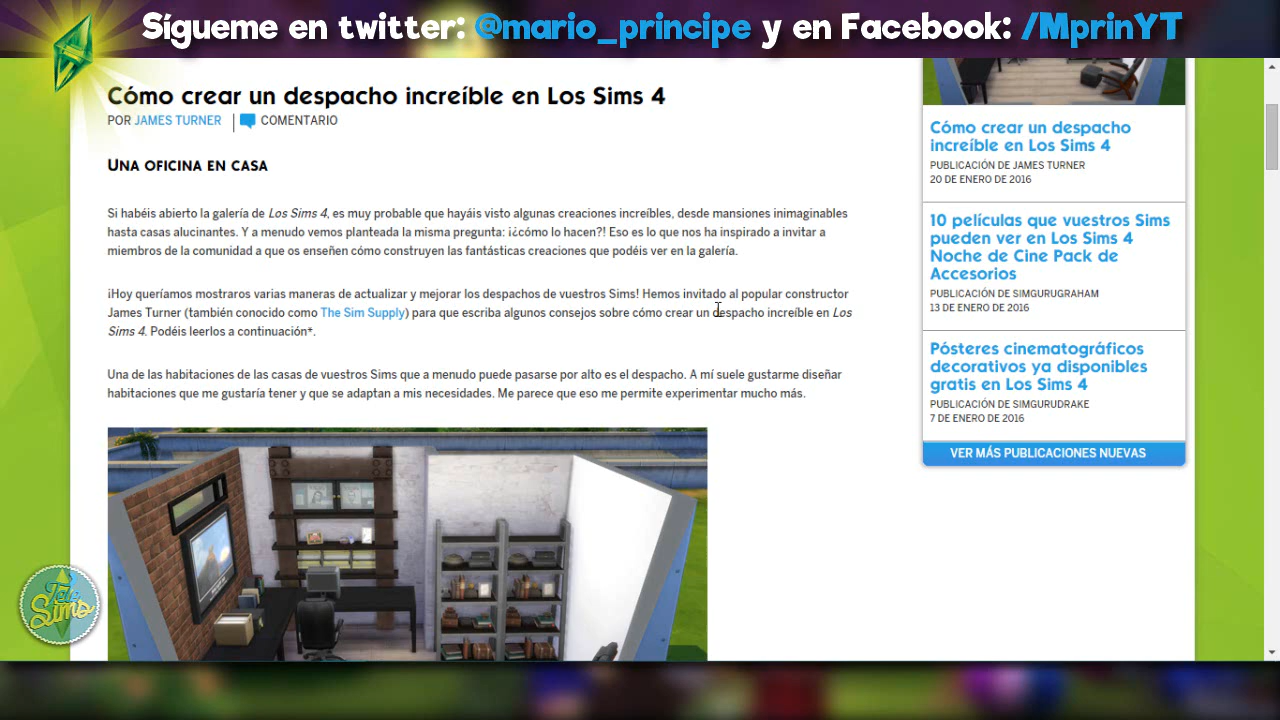 Sígueme en twitter: @mario_principe y en Facebook: /MprinYT
Cómo crear un despacho increíble en Los Sims 4
POR JAMES TURNER | COMENTARIO
UNA OFICINA EN CASA
Si habéis abierto la galería de Los Sims 4, es muy probable que hayáis visto algunas creaciones increíbles, desde mansiones inimaginables
hasta casas alucinantes. Y a menudo vemos planteada la misma pregunta: ¡¿cómo lo hacen?! Eso es lo que nos ha inspirado a invitar a
miembros de la comunidad a que os enseñen cómo construyen las fantásticas creaciones que podéis ver en la galería.
¡Hoy queríamos mostraros varias maneras de actualizar y mejorar los despachos de vuestros Sims! Hemos invitado al popular constructor
James Turner (también conocido como The Sim Supply) para que escriba algunos consejos sobre cómo crear un despacho increíble en Los
Sims 4. Podéis leerlos a continuación*.
Una de las habitaciones de las casas de vuestros Sims que a menudo puede pasarse por alto es el despacho. A mí suele gustarme diseñar
habitaciones que me gustaría tener y que se adaptan a mis necesidades. Me parece que eso me permite experimentar mucho más.
Cómo crear un despacho
increíble en Los Sims 4
PUBLICACIÓN DE JAMES TURNER
20 DE ENERO DE 2016
10 películas que vuestros Sims
pueden ver en Los Sims 4
Noche de Cine Pack de
Accesorios
PUBLICACIÓN DE SIMGURUGRAHAM
13 DE ENERO DE 2016
Pósteres cinematográficos
decorativos ya disponibles
gratis en Los Sims 4
PUBLICACIÓN DE SIMGURUDRAKE
7 DE ENERO DE 2016
VER MÁS PUBLICACIONES NUEVAS
Tele
Sims